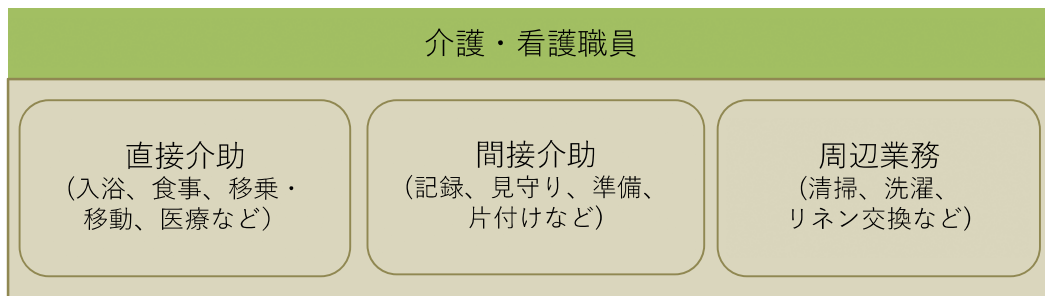 介護・看護職員
直接介助
（入浴、食事、移乗・
移動、医療など）
間接介助
（記録、見守り、準備、
片付けなど）
周辺業務
（清掃、洗濯、
リネン交換など）